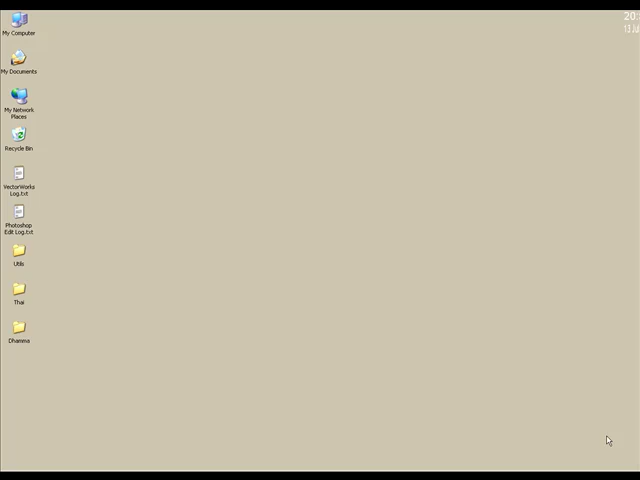 My Computer
My Documents
My Network
Places
Recycle Bin
VectorWorks
Log.txt
Photoshop
Edit Log.txt
Utils
Thai
Dhamma
20:
13 Jul